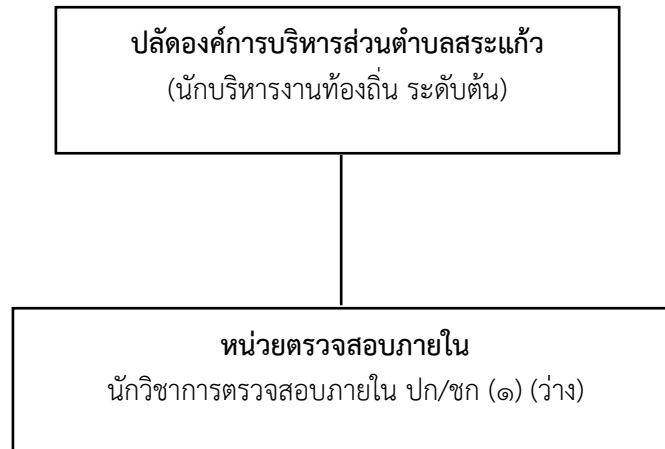 ปลัดองค์การบริหารส่วนตำบลสระแก้ว
(นักบริหารงานท้องถิ่น ระดับต้น)
หน่วยตรวจสอบภายใน
นักวิชาการตรวจสอบภายใน ปก/ชก (๑) (ว่าง)